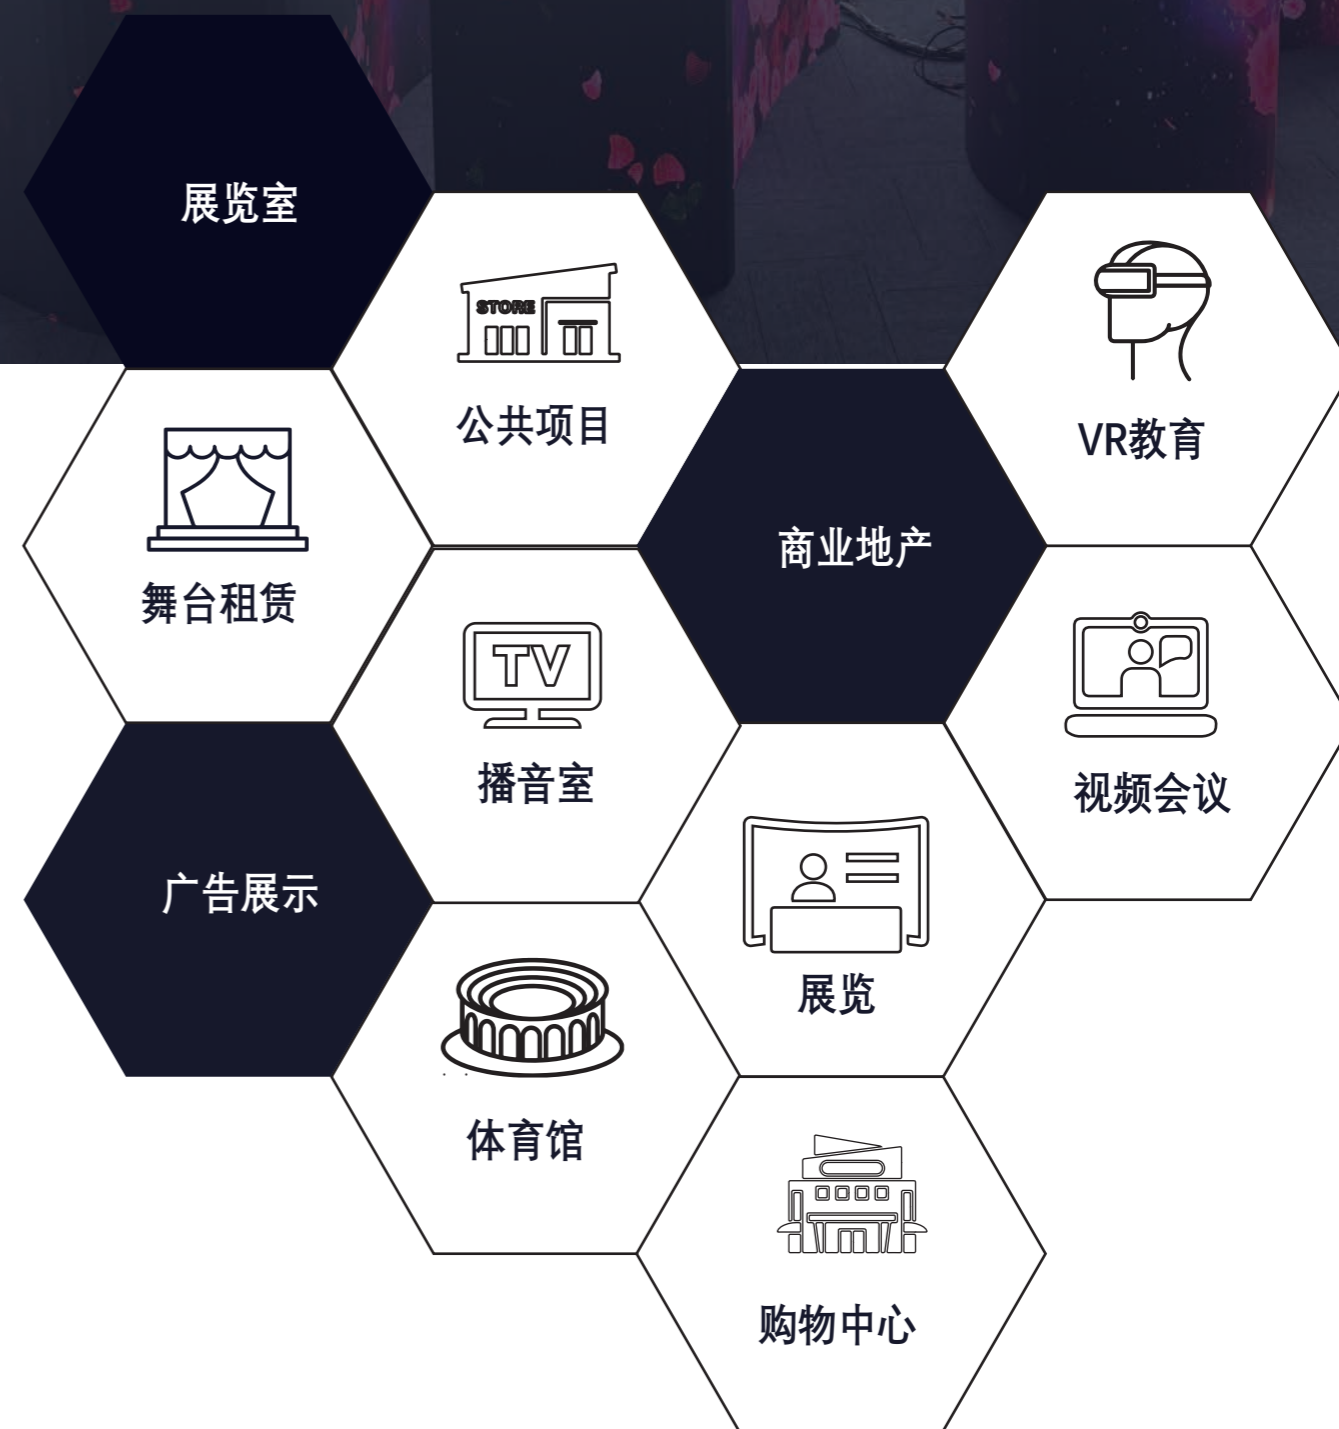 展览室
STORE
公共项目
VR教育
商业地产
舞台租赁
TV
播音室
视频会议
广告展示
展览
体育馆
购物中心